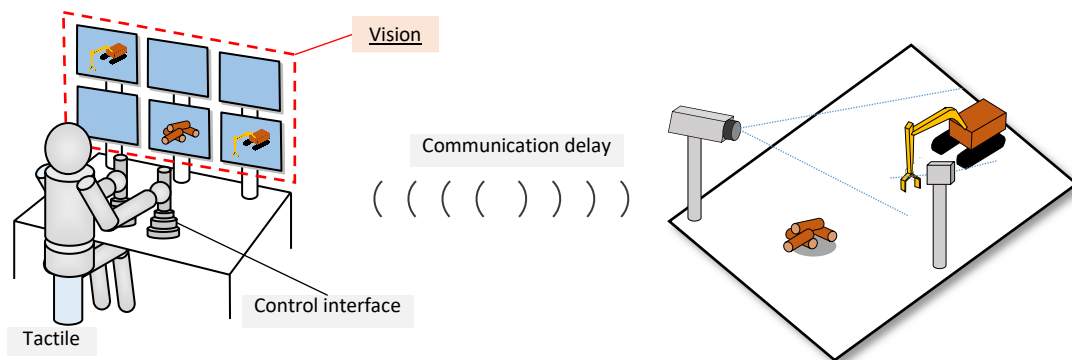 Vision
Communication delay
Control interface
Tactile